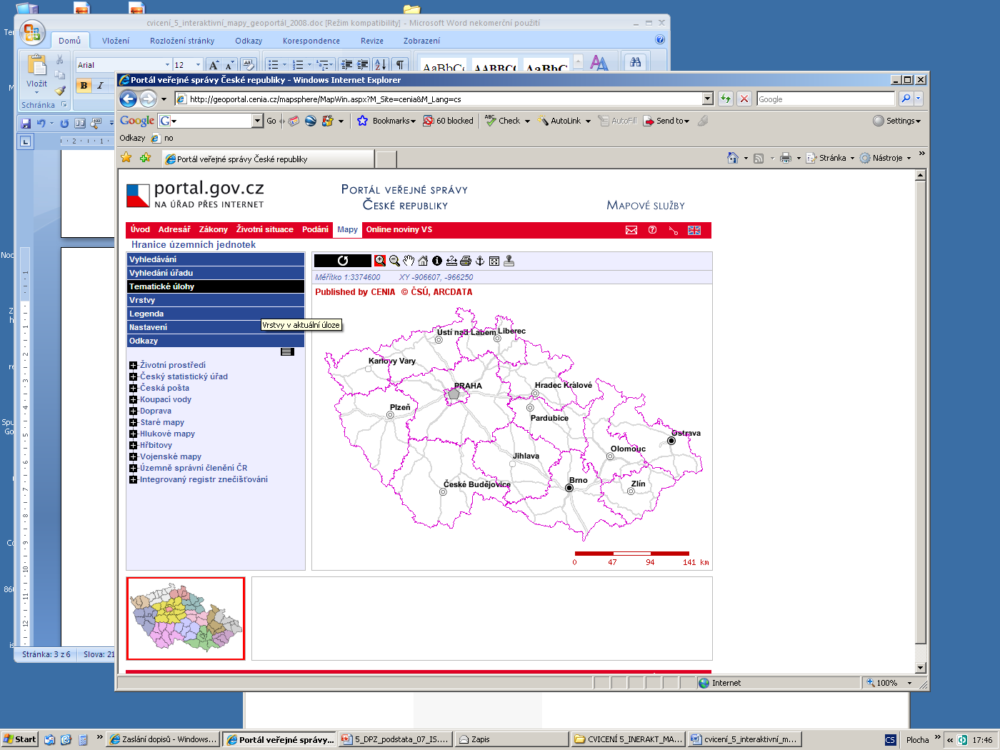 cvicení_5_interaktivní_mapy_geoportál_2008.doc [Režim kompatibility] - Microsoft Word nekomerční použití
Domů Vložení Rozložení stránky Odkazy Korespondence Revize Zobrazení
Arial 12
Vložit
B I
Schránka
AaBbCc AABBC AaBbC
Portál veřejné správy České republiky - Windows Internet Explorer
http://geoportal.cenia.cz/mapsphere/MapWin.aspx?M_Site=cenia&M_Lang=cs
Google
Google G Go Bookmarks 60 blocked Check AutoLink AutoFill Send to Settings
Odkazy no
Portál veřejné správy České republiky
Stránka Nástroje
portal.gov.cz
NA ÚŘAD PŘES INTERNET
PORTÁL VEŘEJNÉ SPRÁVY
ČESKÉ REPUBLIKY
MAPOVÉ SLUŽBY
Úvod Adresář Zákony Životní situace Podání Mapy Online noviny VS
Hranice územních jednotek
Vyhledávání
Vyhledání úřadu
Tematické úlohy
Vrstvy
Legenda
Nastavení
Odkazy
Vrstvy v aktuální úloze
Životní prostředí
Český statistický úřad
Česká pošta
Koupací vody
Doprava
Staré mapy
Hlukové mapy
Hřbitovy
Vojenské mapy
Územně správní členění ČR
Integrovaný registr znečišťování
Měřítko 1:3374600 XY -906607, -966250
Published by CENIA © ČSÚ, ARCDATA
Ústí nad Labem Liberec
Karlovy Vary
PRAHA
Hradec Králové
Plzeň
Pardubice
Ostrava
Olomouc
Jihlava
Brno
Zlín
České Budějovice
0 47 94 141 km
Stránka: 3 z 6 Slova: 21
Internet 100%
Start Zaslání dopisů - Windows... Portál veřejné správy... 5_DPZ_podstata_07_IS.... Zápis CVICENÍ 5_INERAKT_MA... cvicení_5_interaktivní_m... CS Plocha 17:46